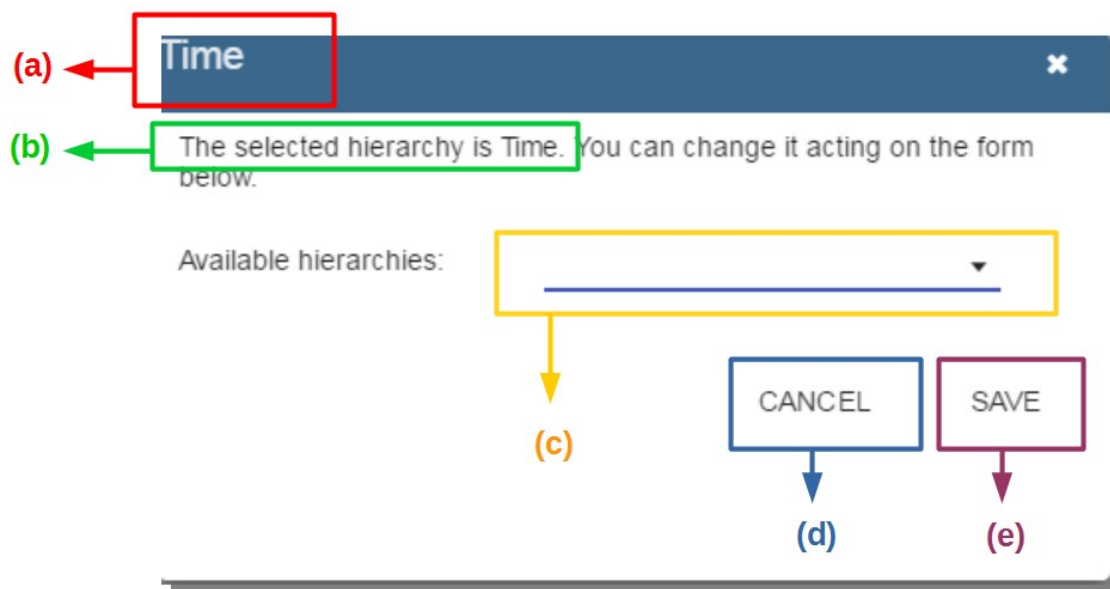 (a)
Time
✖
(b)
The selected hierarchy is Time. You can change it acting on the form
below.
Available hierarchies:
(c)
CANCEL
SAVE
(d)
(e)